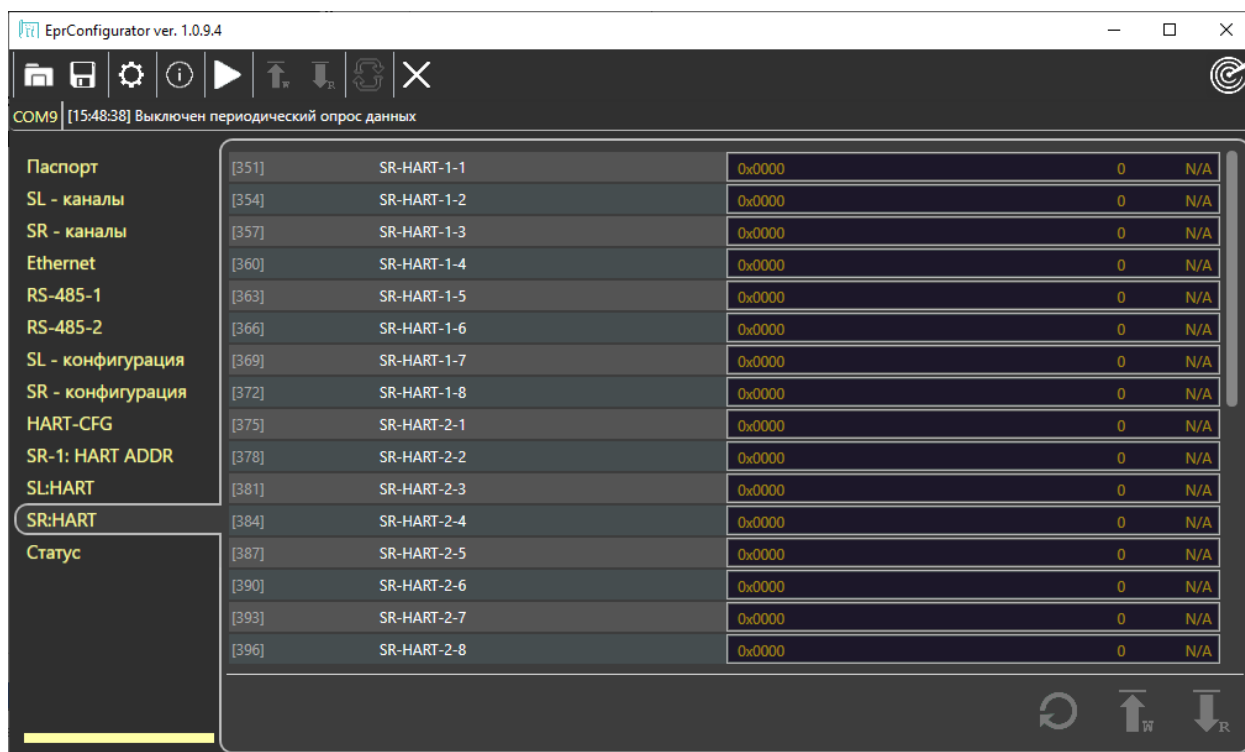 EprConfigurator ver. 1.0.9.4
W R
COM9 [15:48:38] Выключен периодический опрос данных
Паспорт
SL - каналы
SR - каналы
Ethernet
RS-485-1
RS-485-2
SL - конфигурация
SR - конфигурация
HART-CFG
SR-1: HART ADDR
SL:HART
SR:HART
Статус
[351] SR-HART-1-1 0x0000 0 N/A
[354] SR-HART-1-2 0x0000 0 N/A
[357] SR-HART-1-3 0x0000 0 N/A
[360] SR-HART-1-4 0x0000 0 N/A
[363] SR-HART-1-5 0x0000 0 N/A
[366] SR-HART-1-6 0x0000 0 N/A
[369] SR-HART-1-7 0x0000 0 N/A
[372] SR-HART-1-8 0x0000 0 N/A
[375] SR-HART-2-1 0x0000 0 N/A
[378] SR-HART-2-2 0x0000 0 N/A
[381] SR-HART-2-3 0x0000 0 N/A
[384] SR-HART-2-4 0x0000 0 N/A
[387] SR-HART-2-5 0x0000 0 N/A
[390] SR-HART-2-6 0x0000 0 N/A
[393] SR-HART-2-7 0x0000 0 N/A
[396] SR-HART-2-8 0x0000 0 N/A
W R